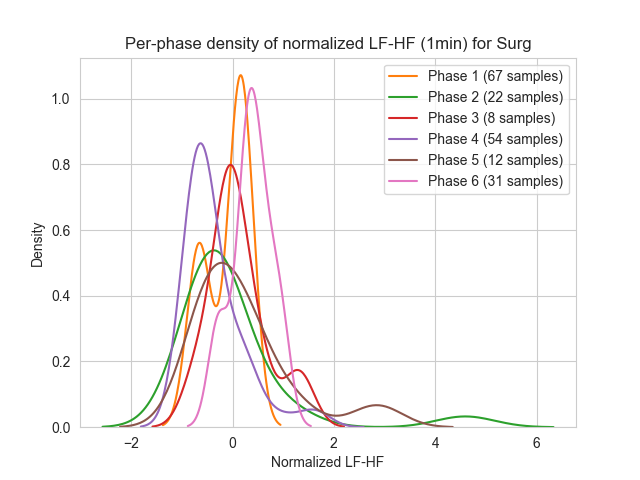 Per-phase density of normalized LF-HF (1min) for Surg
Phase 1 (67 samples)
Phase 2 (22 samples)
Phase 3 (8 samples)
Phase 4 (54 samples)
Phase 5 (12 samples)
Phase 6 (31 samples)
Density
1.0
0.8
0.6
0.4
0.2
0.0
−2
0
2
4
6
Normalized LF-HF